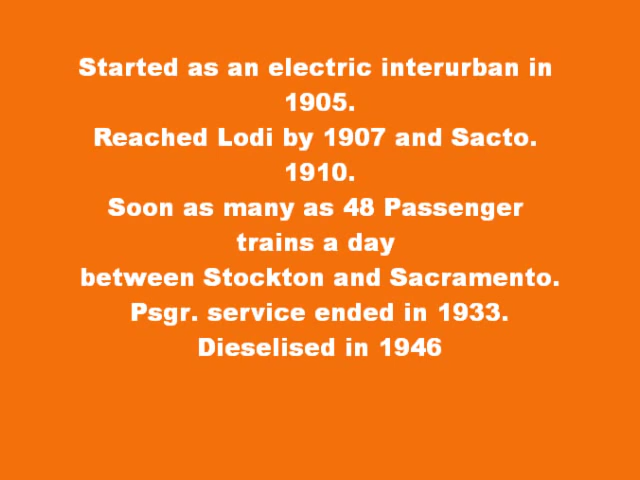 Started as an electric interurban in
1905.
Reached Lodi by 1907 and Sacto.
1910.
Soon as many as 48 Passenger
trains a day
between Stockton and Sacramento.
Psgr. service ended in 1933.
Dieselised in 1946